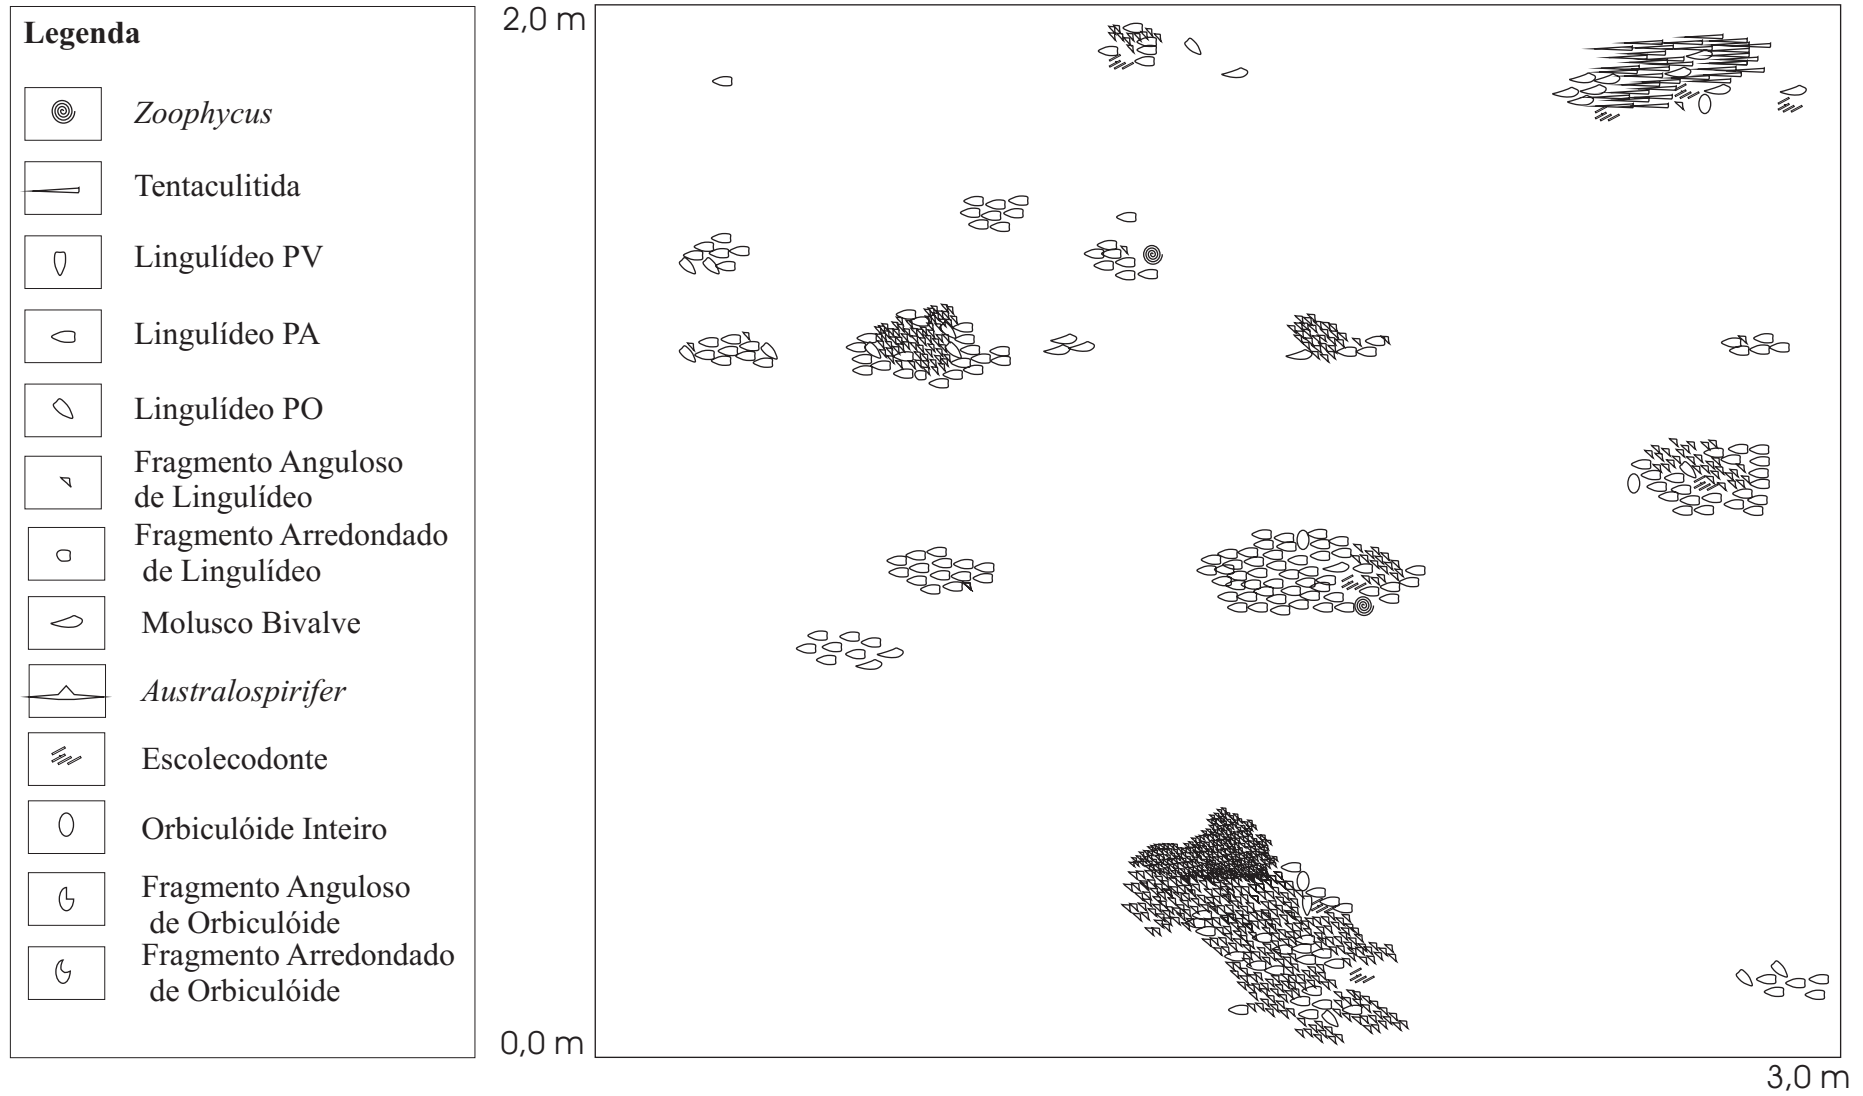 Legenda
Zoophycus
Tentaculitida
Lingulídeo PV
Lingulídeo PA
Lingulídeo PO
Fragmento Anguloso
de Lingulídeo
Fragmento Arredondado
de Lingulídeo
Molusco Bivalve
Australospirifer
Escolecodonte
Orbiculóide Inteiro
Fragmento Anguloso
de Orbiculóide
Fragmento Arredondado
de Orbiculóide
2,0 m
0,0 m
3,0 m